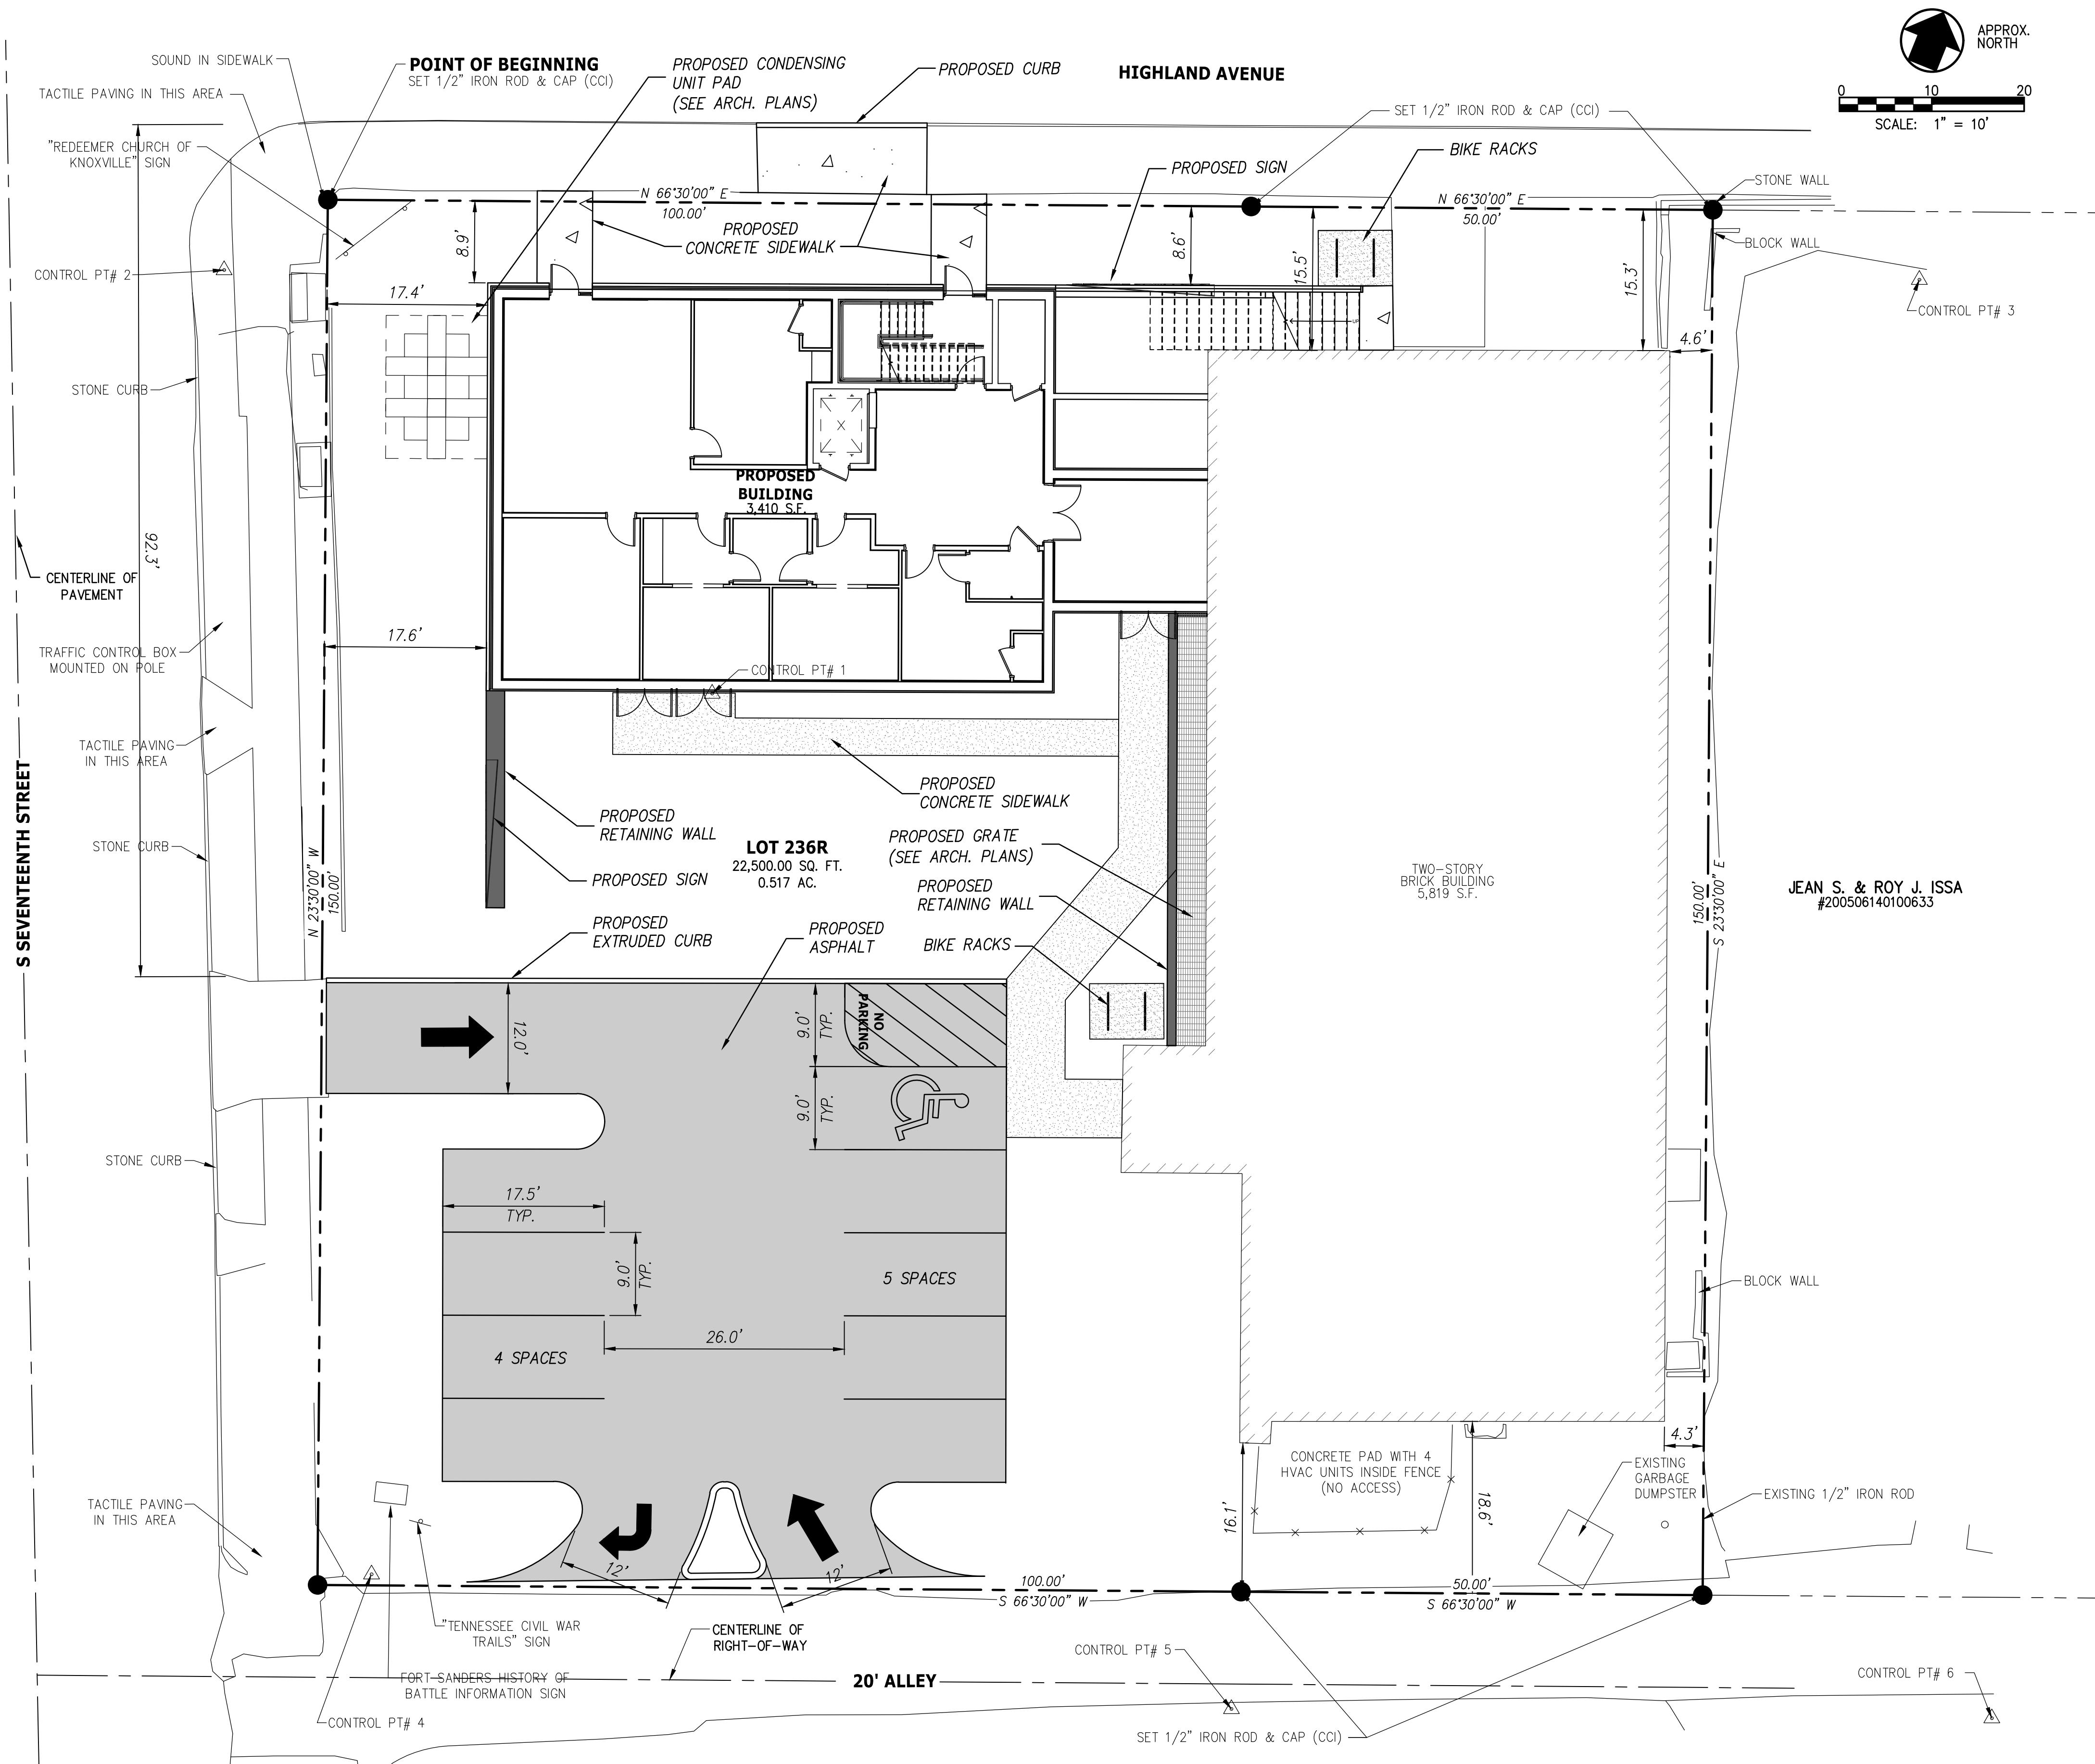 APPROX.
NORTH
0 10 20
SCALE: 1" = 10'
SOUND IN SIDEWALK
POINT OF BEGINNING
SET 1/2" IRON ROD & CAP (CCI)
PROPOSED CONDENSING
UNIT PAD
(SEE ARCH. PLANS)
PROPOSED CURB
HIGHLAND AVENUE
TACTILE PAVING IN THIS AREA
SET 1/2" IRON ROD & CAP (CCI)
"REDEEMER CHURCH OF
KNOXVILLE" SIGN
PROPOSED SIGN
BIKE RACKS
STONE WALL
N 66°30'00" E
100.00'
N 66°30'00" E
50.00'
PROPOSED
CONCRETE SIDEWALK
8.9'
8.6'
15.5'
15.3'
BLOCK WALL
CONTROL PT# 2
CONTROL PT# 3
17.4'
UP
4.6'
STONE CURB
PROPOSED
BUILDING
3,410 S.F.
92.3'
CENTERLINE OF
PAVEMENT
17.6'
TRAFFIC CONTROL BOX
MOUNTED ON POLE
CONTROL PT# 1
TACTILE PAVING
IN THIS AREA
PROPOSED
CONCRETE SIDEWALK
PROPOSED
RETAINING WALL
S SEVENTEENTH STREET
STONE CURB
LOT 236R
22,500.00 SQ. FT.
0.517 AC.
PROPOSED GRATE
(SEE ARCH. PLANS)
PROPOSED SIGN
PROPOSED
RETAINING WALL
TWO-STORY
BRICK BUILDING
5,819 S.F.
N 23°30'00" W
150.00'
150.00'
S 23°30'00" E
JEAN S. & ROY J. ISSA
#200506140100633
PROPOSED
EXTRUDED CURB
PROPOSED
ASPHALT
BIKE RACKS
12.0'
9.0'
TYP.
NO
PARKING
9.0'
TYP.
STONE CURB
17.5'
TYP.
9.0'
TYP.
5 SPACES
BLOCK WALL
26.0'
4 SPACES
4.3'
CONCRETE PAD WITH 4
HVAC UNITS INSIDE FENCE
(NO ACCESS)
EXISTING
GARBAGE
DUMPSTER
EXISTING 1/2" IRON ROD
TACTILE PAVING
IN THIS AREA
16.1'
18.6'
12'
12'
100.00'
S 66°30'00" W
50.00'
S 66°30'00" W
"TENNESSEE CIVIL WAR
TRAILS" SIGN
CENTERLINE OF
RIGHT-OF-WAY
CONTROL PT# 5
FORT SANDERS HISTORY OF
BATTLE INFORMATION SIGN
20' ALLEY
CONTROL PT# 6
CONTROL PT# 4
SET 1/2" IRON ROD & CAP (CCI)